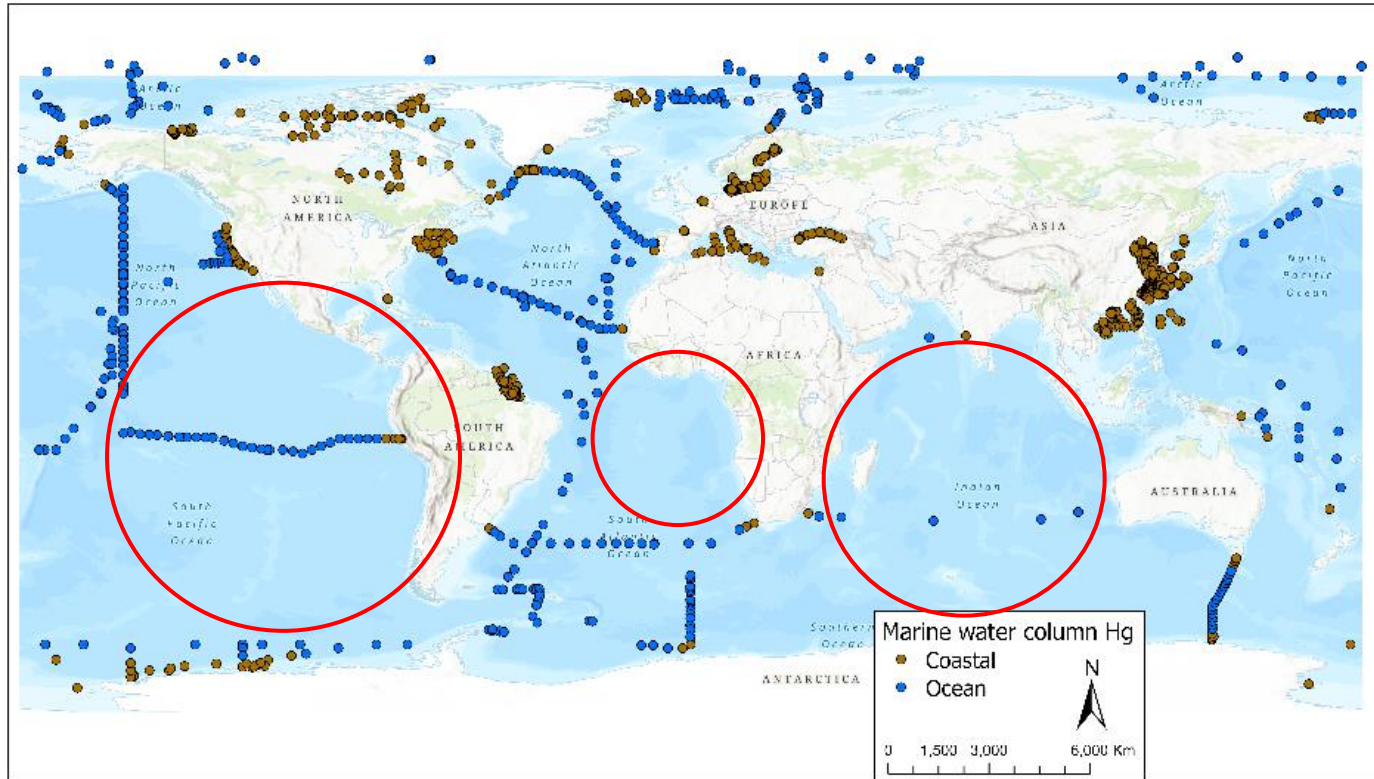 Arctic
Ocean
Arctic
Ocean
NORTH
AMERICA
EUROPE
ASIA
North
Pacific
Ocean
North
Atlantic
Ocean
North
Pacific
Ocean
AFRICA
SOUTH
AMERICA
South
Pacific
Ocean
Indian
Ocean
AUSTRALIA
South
Atlantic
Ocean
Southern
Ocean
ANTARCTICA
Marine water column Hg
Coastal
Ocean
N
0 1,500 3,000 6,000 Km